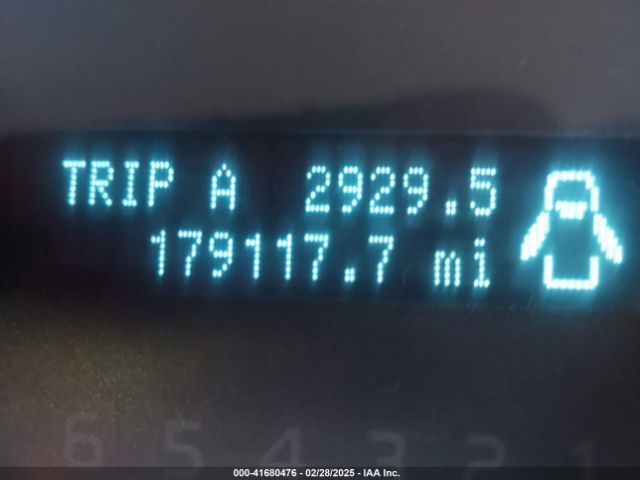 TRIP A 2929.5
179117.7 mi
6 5 4 3 2 1
000-41680476 - 02/28/2025 - IAA Inc.